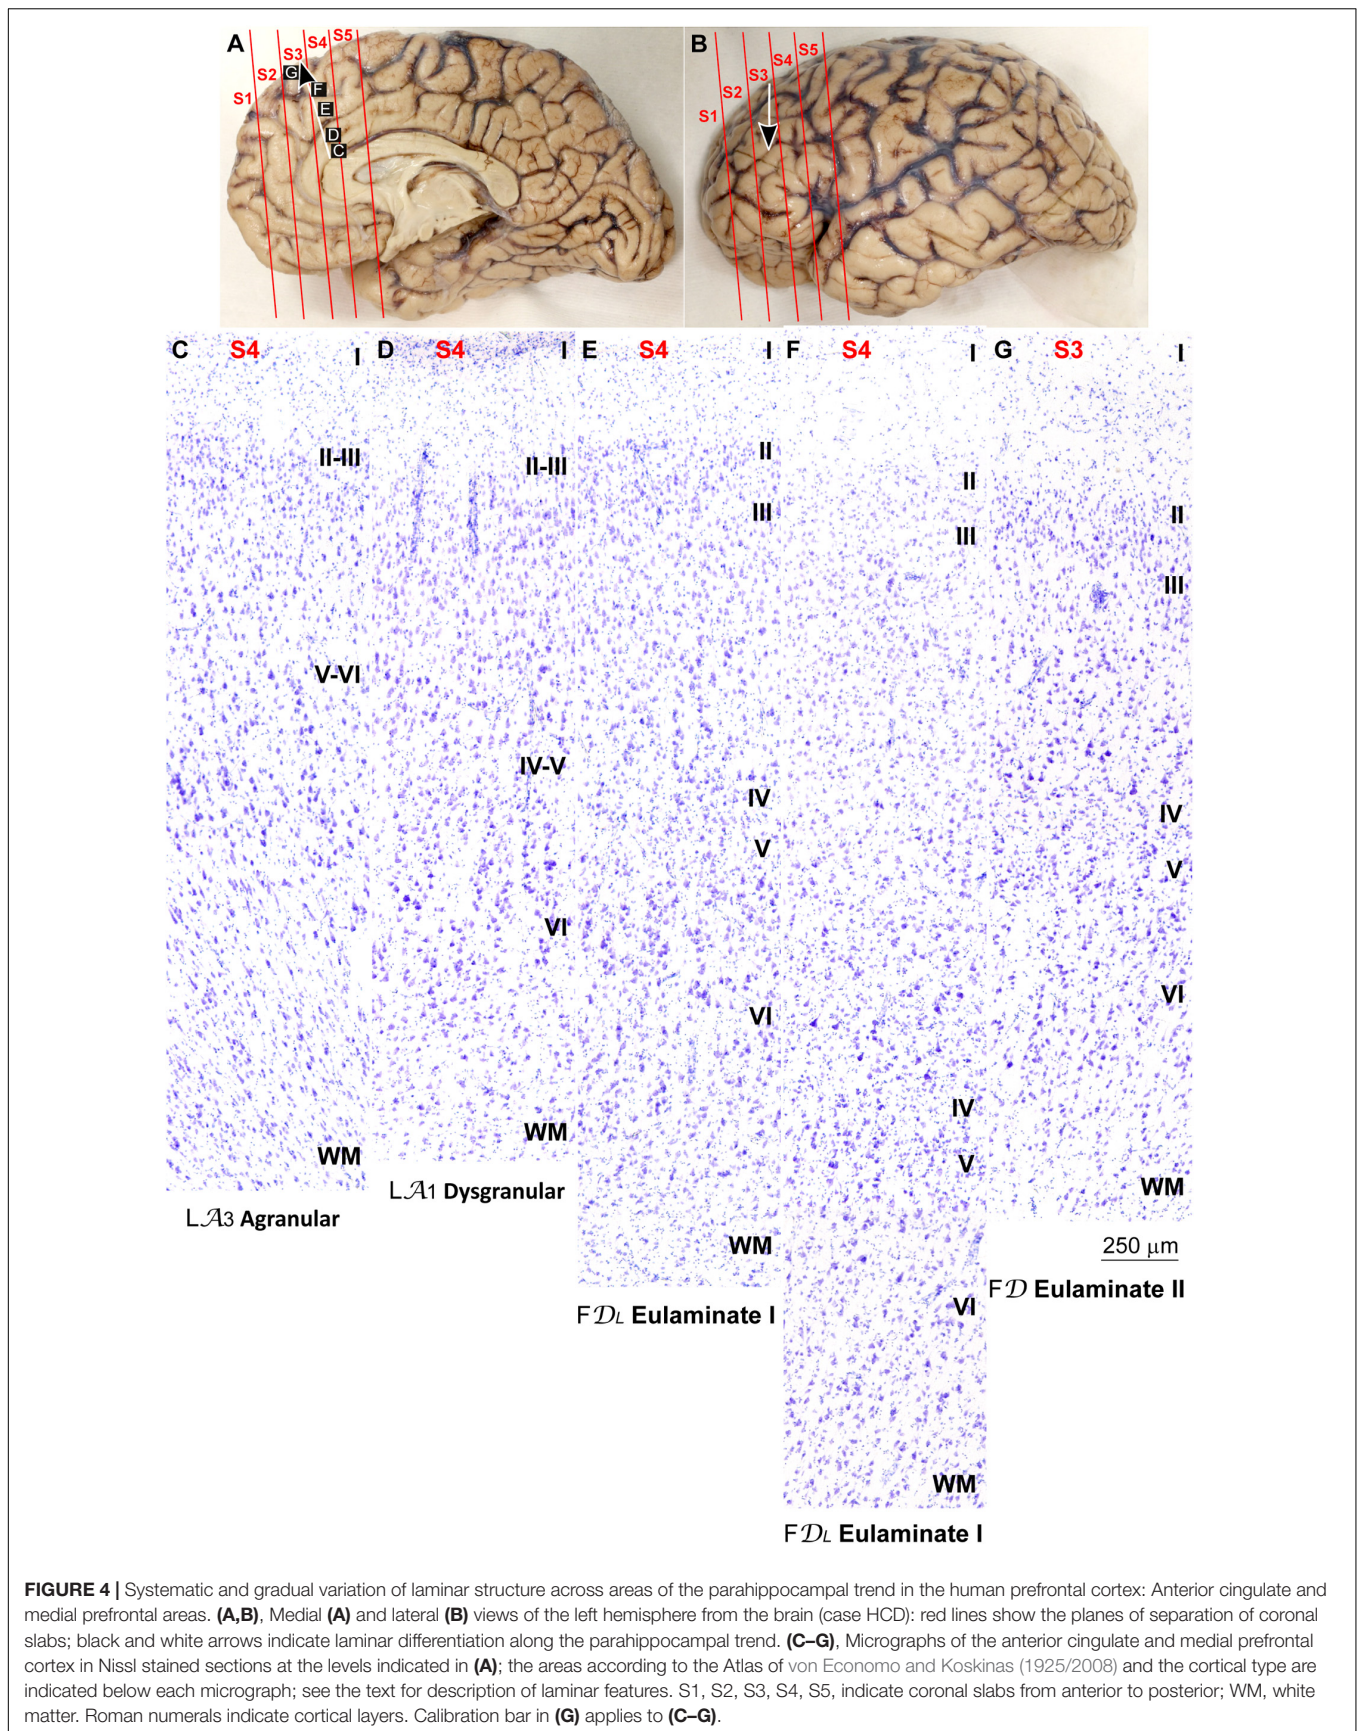 A
S1
S2
S3
S4
S5
G
F
E
D
C
B
S1
S2
S3
S4
S5
C S4 I
II-III
V-VI
WM
LA3 Agranular
D S4 I
II-III
IV-V
VI
WM
LA1 Dysgranular
E S4 I
II
III
IV
V
VI
WM
FDL Eulaminate I
F S4 I
II
III
IV
V
VI
WM
FDL Eulaminate I
G S3 I
II
III
IV
V
VI
WM
250 μm
FD Eulaminate II
FIGURE 4 | Systematic and gradual variation of laminar structure across areas of the parahippocampal trend in the human prefrontal cortex: Anterior cingulate and
medial prefrontal areas. (A,B), Medial (A) and lateral (B) views of the left hemisphere from the brain (case HCD): red lines show the planes of separation of coronal
slabs; black and white arrows indicate laminar differentiation along the parahippocampal trend. (C–G), Micrographs of the anterior cingulate and medial prefrontal
cortex in Nissl stained sections at the levels indicated in (A); the areas according to the Atlas of von Economo and Koskinas (1925/2008) and the cortical type are
indicated below each micrograph; see the text for description of laminar features. S1, S2, S3, S4, S5, indicate coronal slabs from anterior to posterior; WM, white
matter. Roman numerals indicate cortical layers. Calibration bar in (G) applies to (C–G).